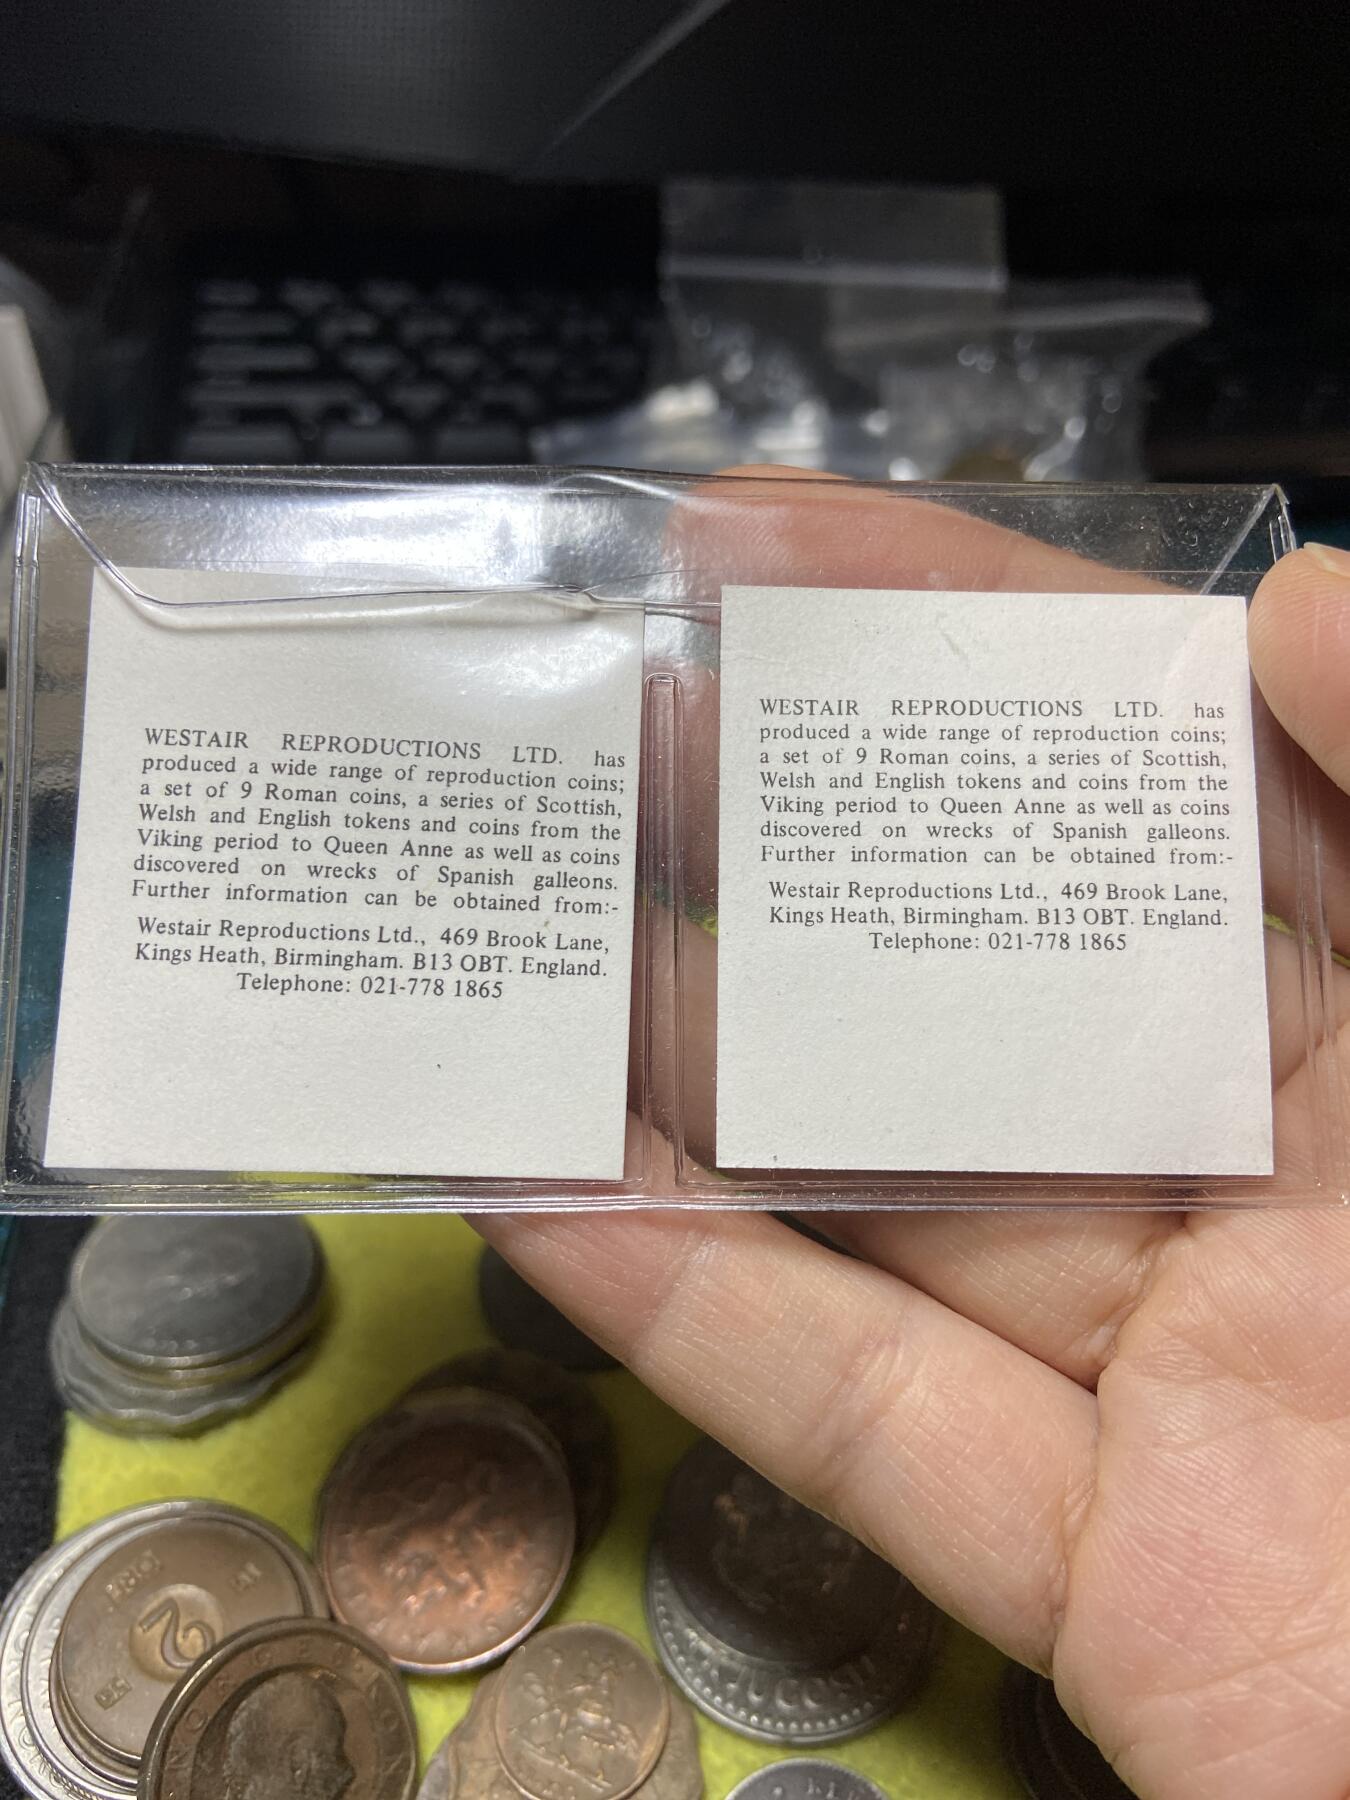 WESTAIR REPRODUCTIONS LTD. has
produced a wide range of reproduction coins;
a set of 9 Roman coins, a series of Scottish,
Welsh and English tokens and coins from the
Viking period to Queen Anne as well as coins
discovered on wrecks of Spanish galleons.
Further information can be obtained from:-
Westair Reproductions Ltd., 469 Brook Lane,
Kings Heath, Birmingham. B13 OBT. England.
Telephone: 021-778 1865
WESTAIR REPRODUCTIONS LTD. has
produced a wide range of reproduction coins;
a set of 9 Roman coins, a series of Scottish,
Welsh and English tokens and coins from the
Viking period to Queen Anne as well as coins
discovered on wrecks of Spanish galleons.
Further information can be obtained from:-
Westair Reproductions Ltd., 469 Brook Lane,
Kings Heath, Birmingham. B13 OBT. England.
Telephone: 021-778 1865
2